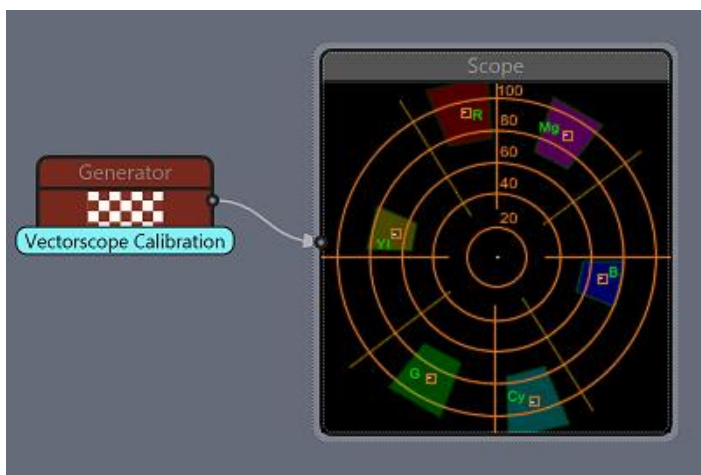 Scope
Generator
Vectorscope Calibration
100
80
60
40
20
R
Mg
Yl
B
G
Cy